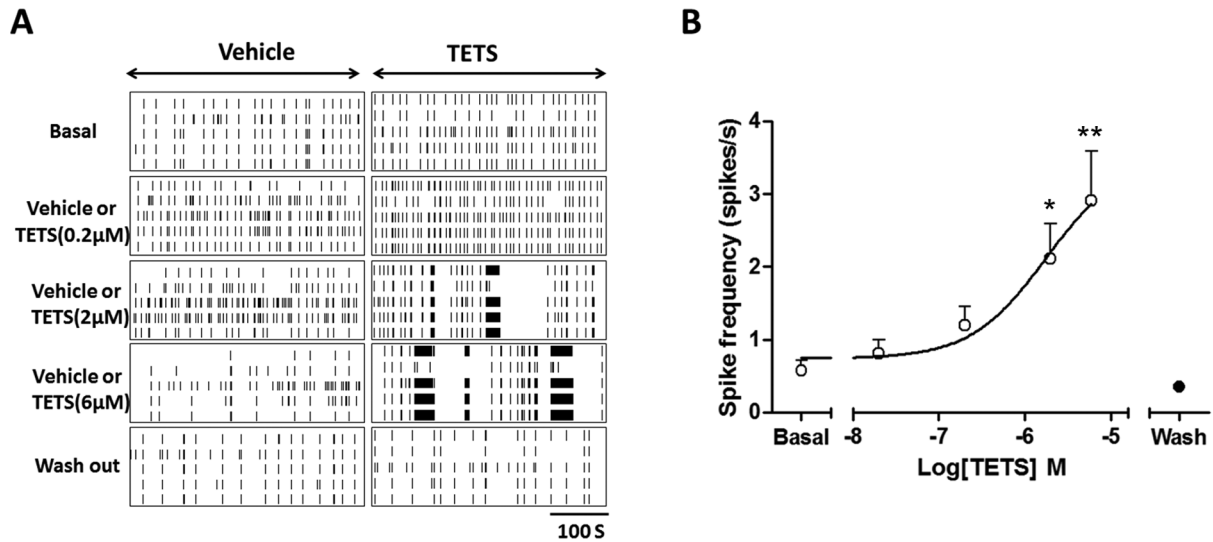 A
Vehicle
TETS
Basal
Vehicle or
TETS(0.2µM)
Vehicle or
TETS(2µM)
Vehicle or
TETS(6µM)
Wash out
100 S
B
Spike frequency (spikes/s)
4
3
2
1
0
*
**
Basal
-8
-7
-6
-5
Wash
Log[TETS] M